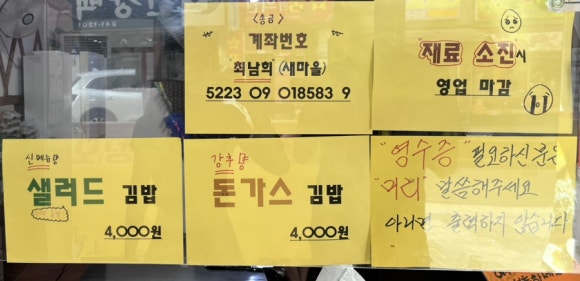 <송금>
계좌번호
"최남희" (새마을)
5223 09 018583 9
재료 소진시
영업 마감
신메뉴
샐러드 김밥
4,000원
강추
돈가스 김밥
4,000원
"영수증" 필요하신 분은
"미리" 말씀해주세요
아니면 출력하지 않습니다